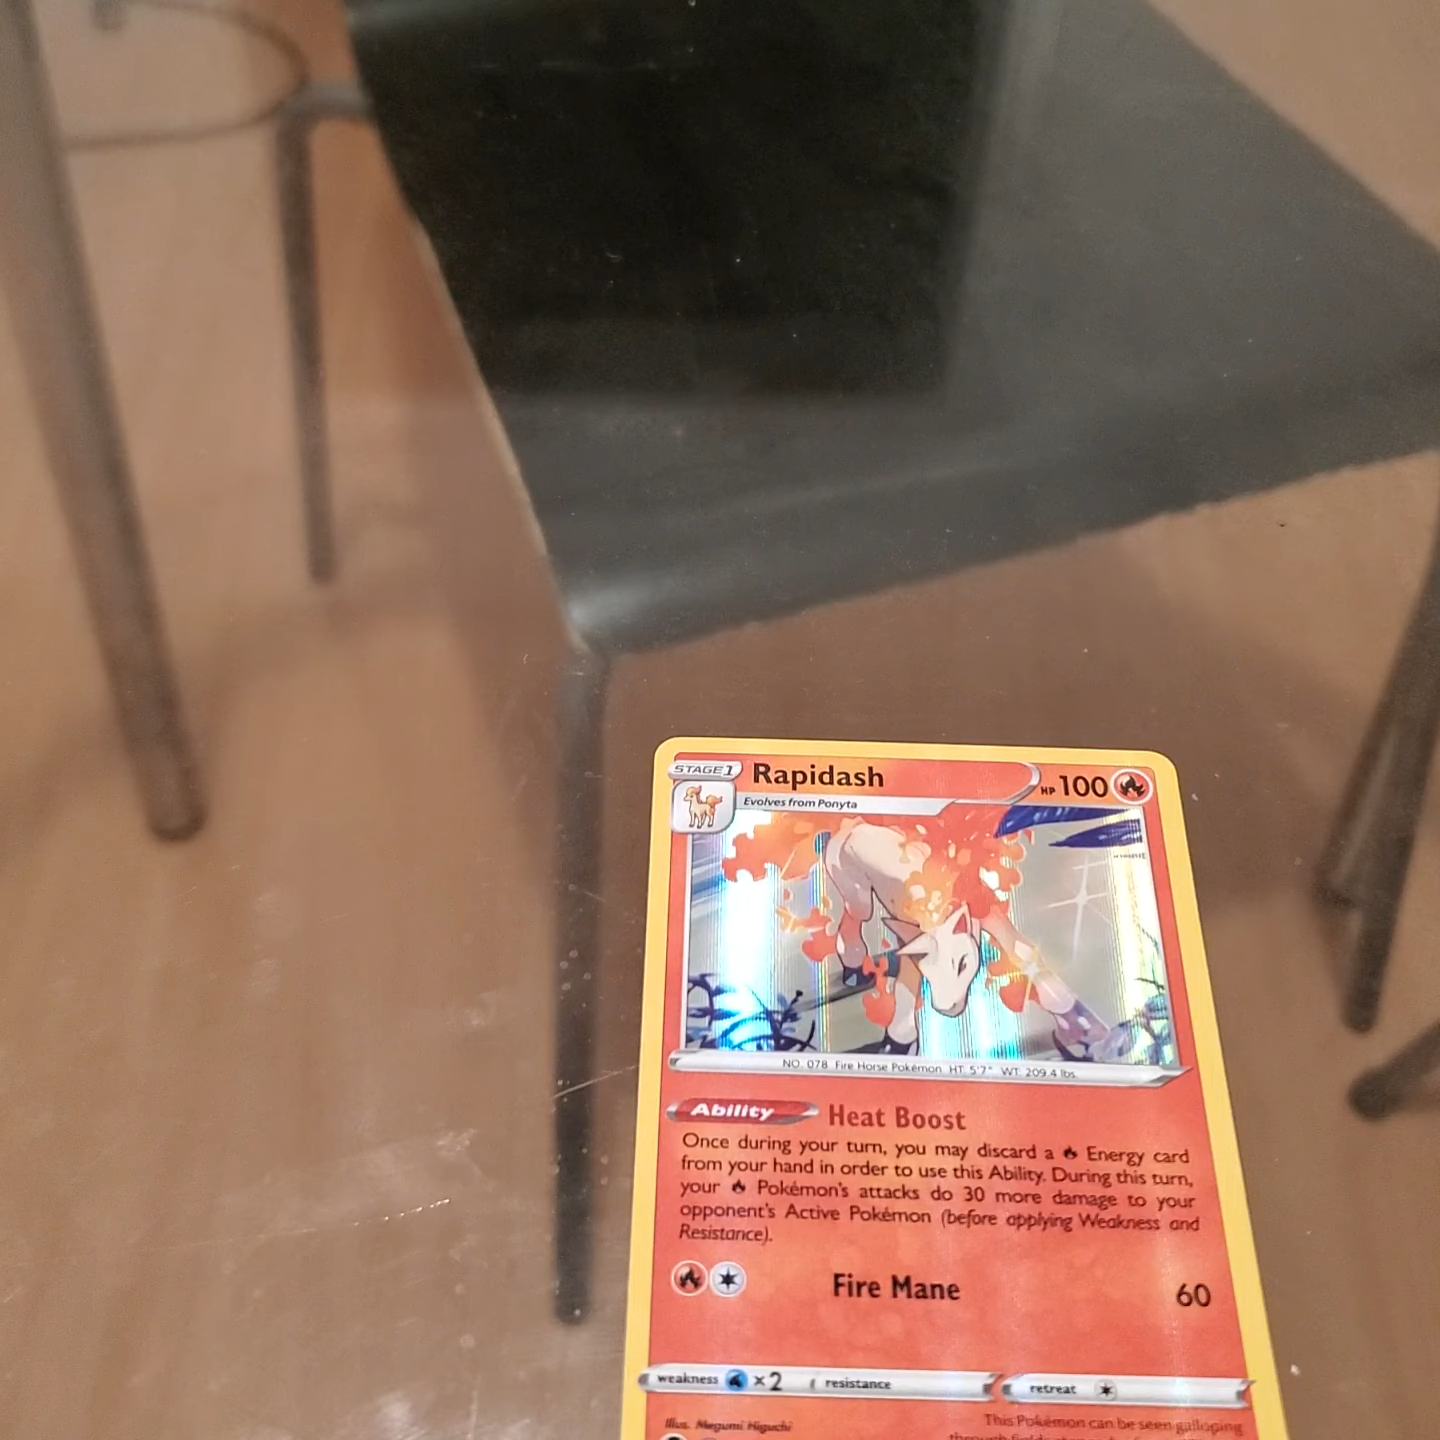 STAGE 1 Rapidash HP 100
Evolves from Ponyta
NO. 078 Fire Horse Pokémon HT: 5'7" WT: 209.4 lbs.
Ability Heat Boost
Once during your turn, you may discard a Energy card
from your hand in order to use this Ability. During this turn,
your Pokémon's attacks do 30 more damage to your
opponent's Active Pokémon (before applying Weakness and
Resistance).
Fire Mane 60
weakness ×2 resistance retreat
Illus. Megumi Higuchi
This Pokémon can be seen galloping
through fields